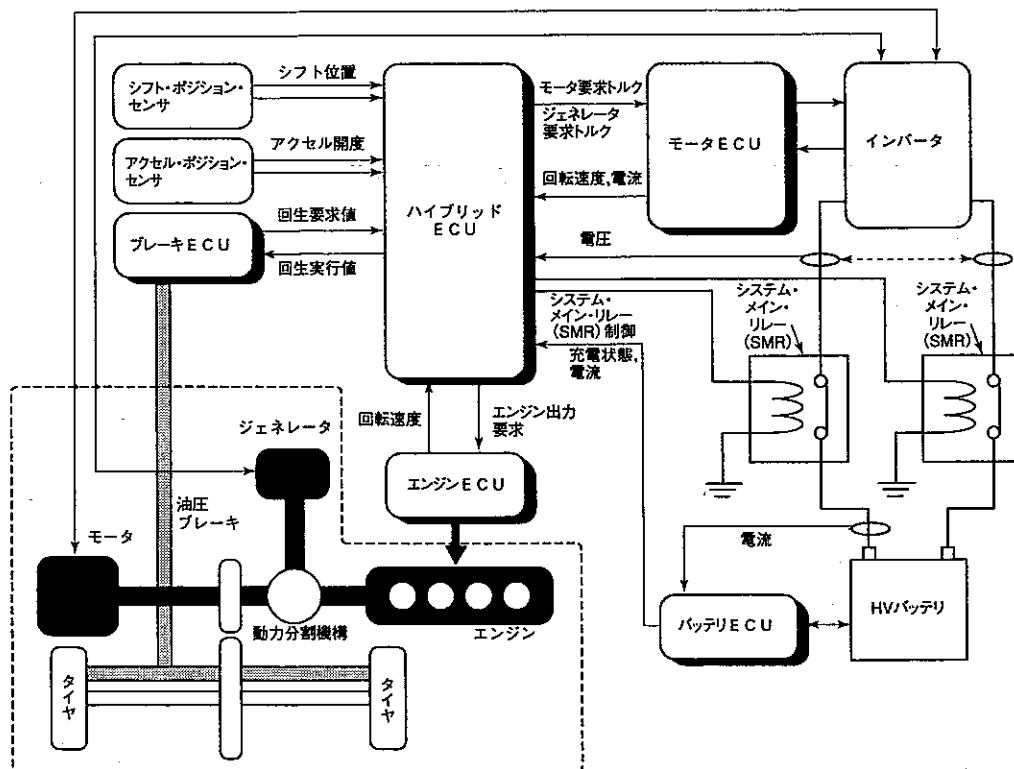 シフト・ポジション・
センサ
シフト位置
アクセル・ポジション・
センサ
アクセル開度
ブレーキECU
回生要求値
回生実行値
ハイブリッド
ECU
モータ要求トルク
ジェネレータ
要求トルク
回転速度,電流
モータECU
インバータ
電圧
システム・
メイン・リレー
(SMR)制御
充電状態,
電流
システム・
メイン・
リレー
(SMR)
システム・
メイン・
リレー
(SMR)
回転速度
エンジン出力
要求
エンジンECU
ジェネレータ
油圧
ブレーキ
モータ
動力分割機構
エンジン
タイヤ
タイヤ
電流
バッテリECU
HVバッテリ